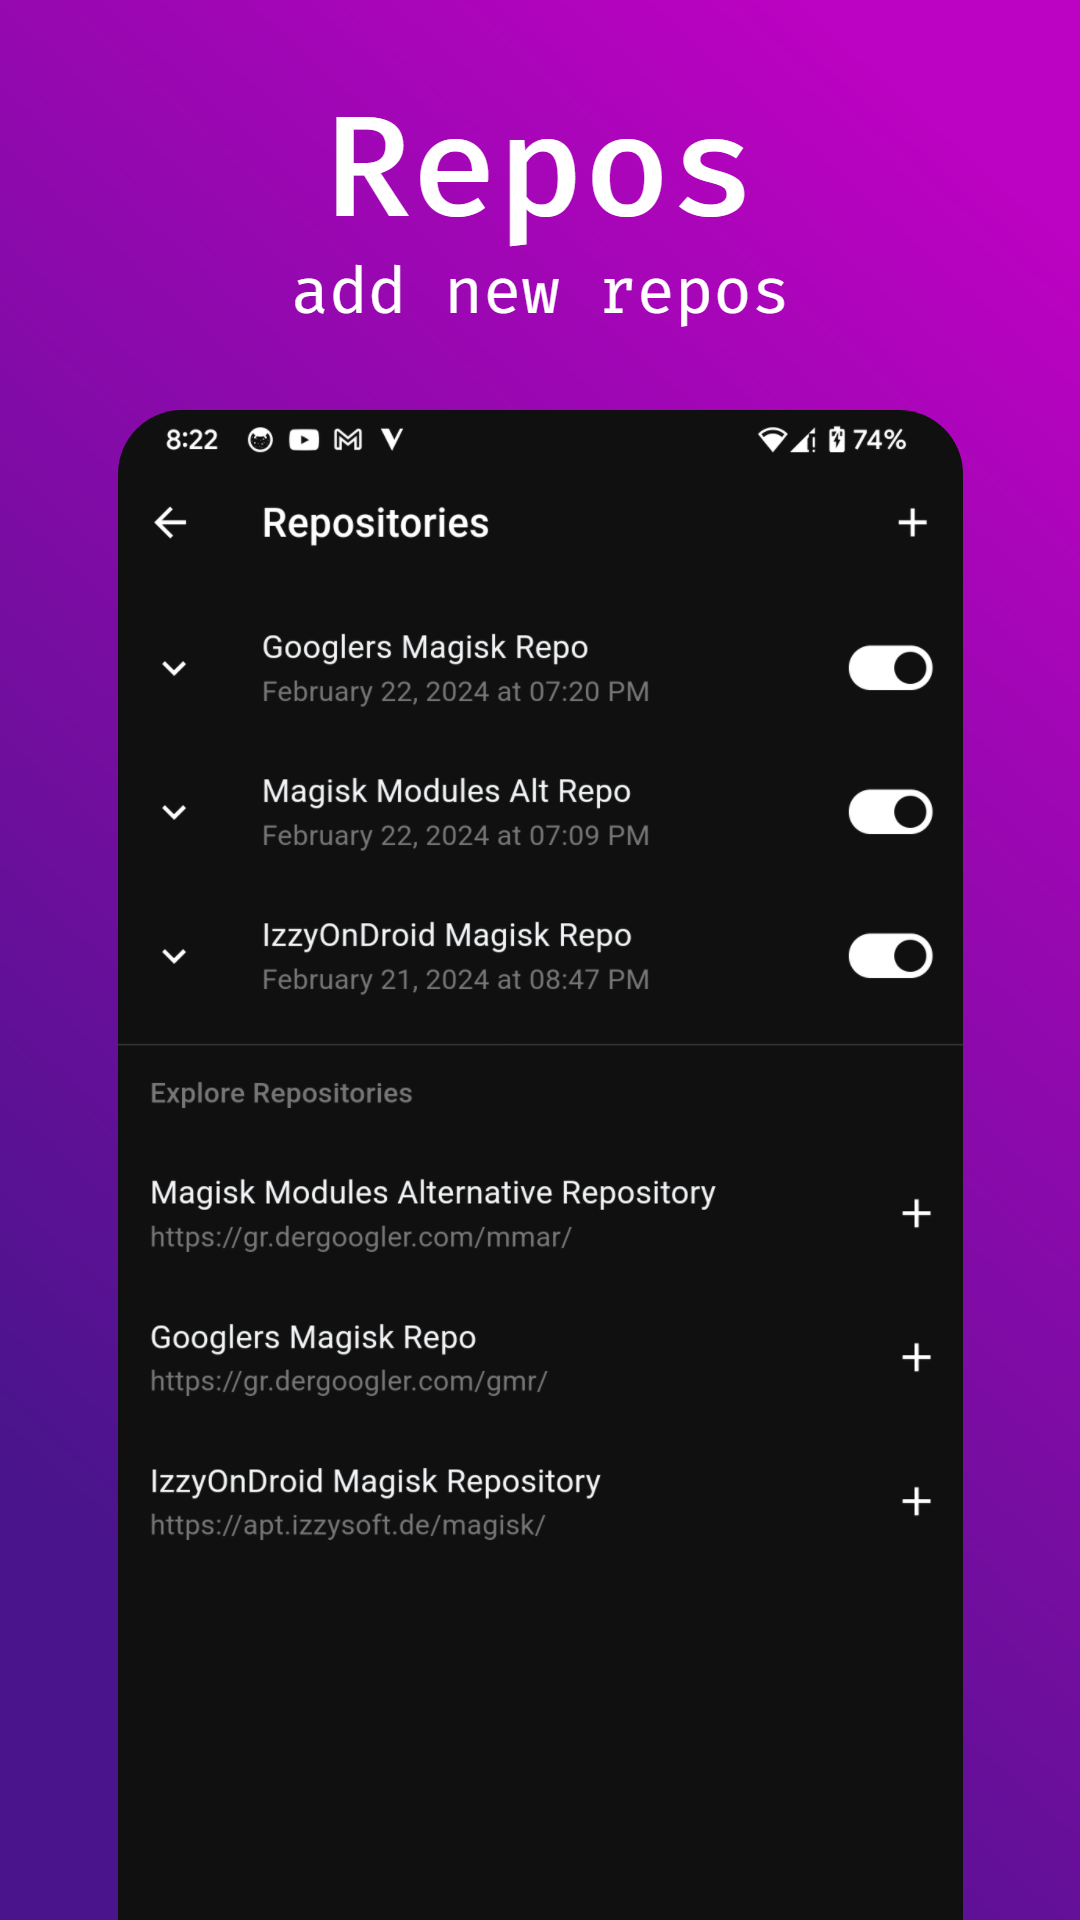 Repos
add new repos
8:22
74%
Repositories
Googlers Magisk Repo
February 22, 2024 at 07:20 PM
Magisk Modules Alt Repo
February 22, 2024 at 07:09 PM
IzzyOnDroid Magisk Repo
February 21, 2024 at 08:47 PM
Explore Repositories
Magisk Modules Alternative Repository
https://gr.dergoogler.com/mmar/
Googlers Magisk Repo
https://gr.dergoogler.com/gmr/
IzzyOnDroid Magisk Repository
https://apt.izzysoft.de/magisk/